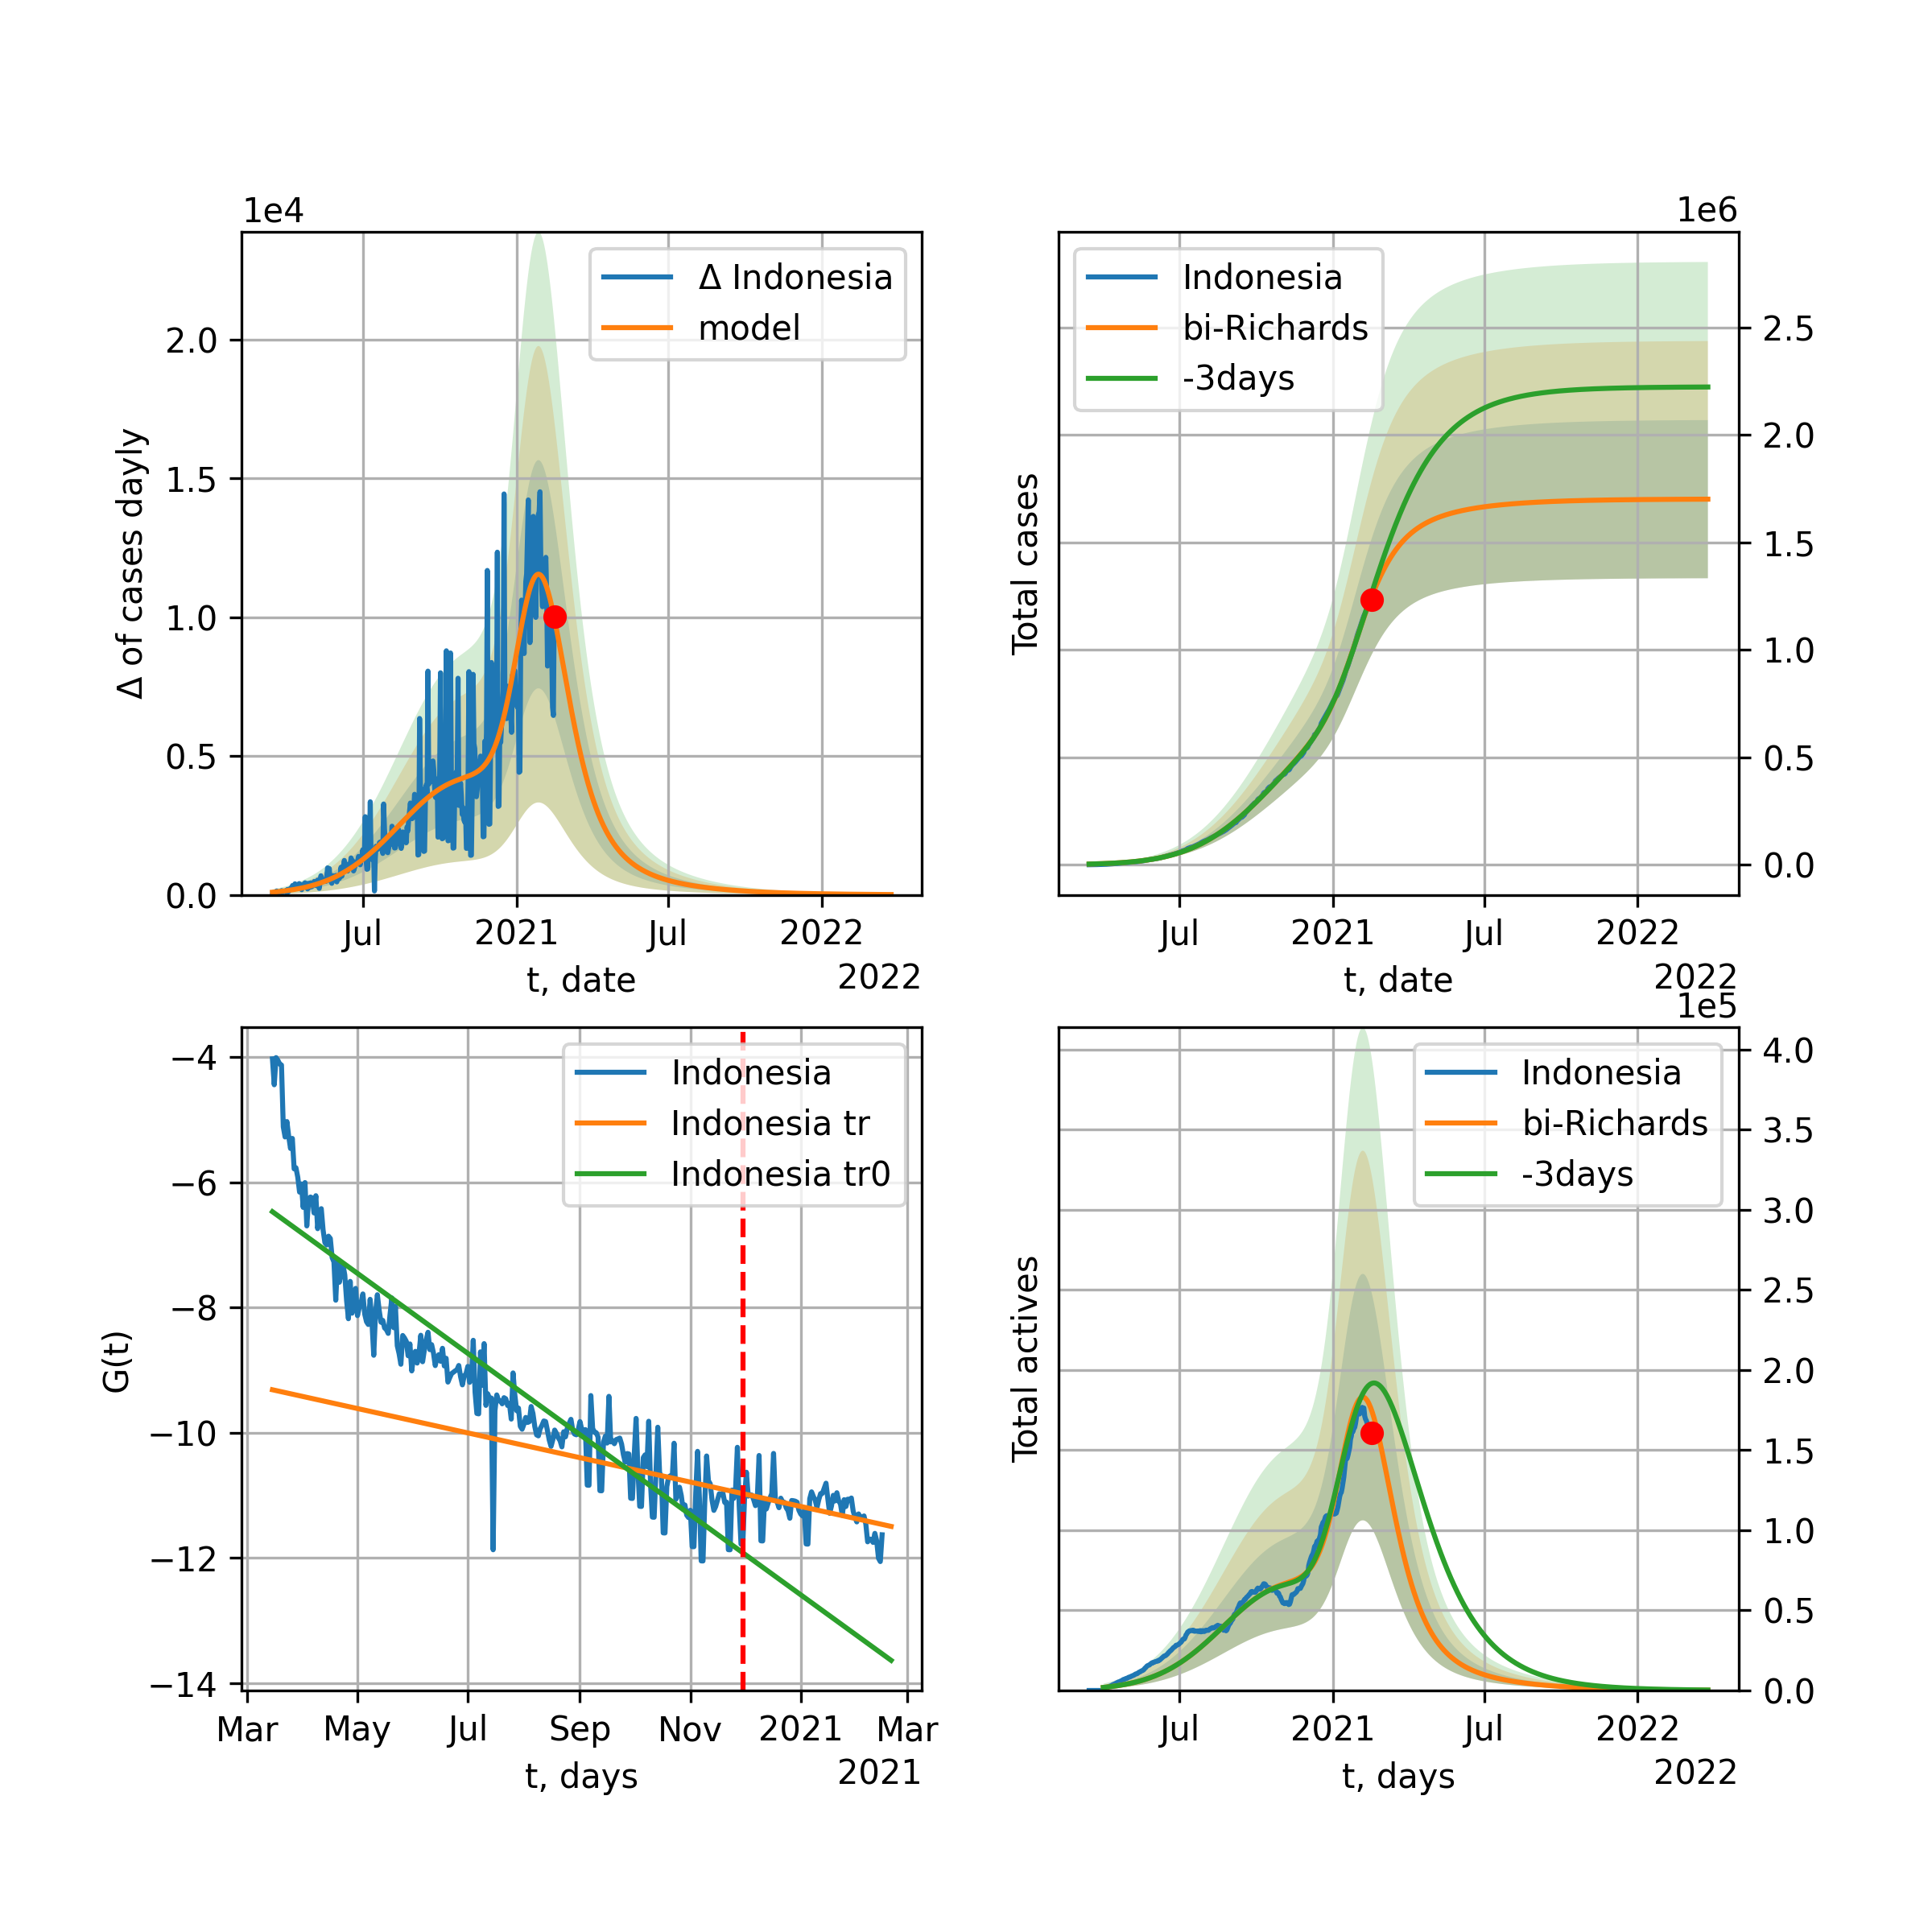 1e4
Δ of cases dayly
2.0
1.5
1.0
0.5
0.0
Δ Indonesia
model
Jul
2021
Jul
2022
t, date
2022
1e6
Total cases
Indonesia
bi-Richards
-3days
2.5
2.0
1.5
1.0
0.5
0.0
Jul
2021
Jul
2022
t, date
2022
G(t)
−4
−6
−8
−10
−12
−14
Indonesia
Indonesia tr
Indonesia tr0
Mar
May
Jul
Sep
Nov
2021
Mar
t, days
2021
1e5
Total actives
Indonesia
bi-Richards
-3days
4.0
3.5
3.0
2.5
2.0
1.5
1.0
0.5
0.0
Jul
2021
Jul
2022
t, days
2022